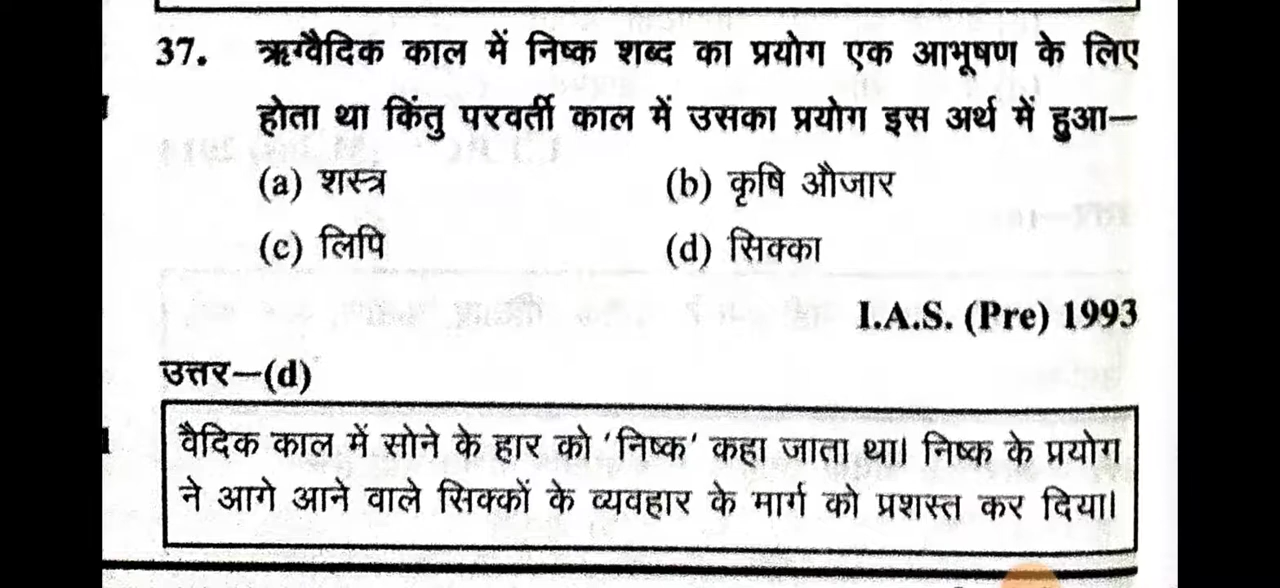 37. ऋग्वैदिक काल में निष्क शब्द का प्रयोग एक आभूषण के लिए
होता था किंतु परवर्ती काल में उसका प्रयोग इस अर्थ में हुआ–
(a) शस्त्र (b) कृषि औजार
(c) लिपि (d) सिक्का
I.A.S. (Pre) 1993
उत्तर–(d)
वैदिक काल में सोने के हार को ‘निष्क’ कहा जाता था। निष्क के प्रयोग
ने आगे आने वाले सिक्कों के व्यवहार के मार्ग को प्रशस्त कर दिया।